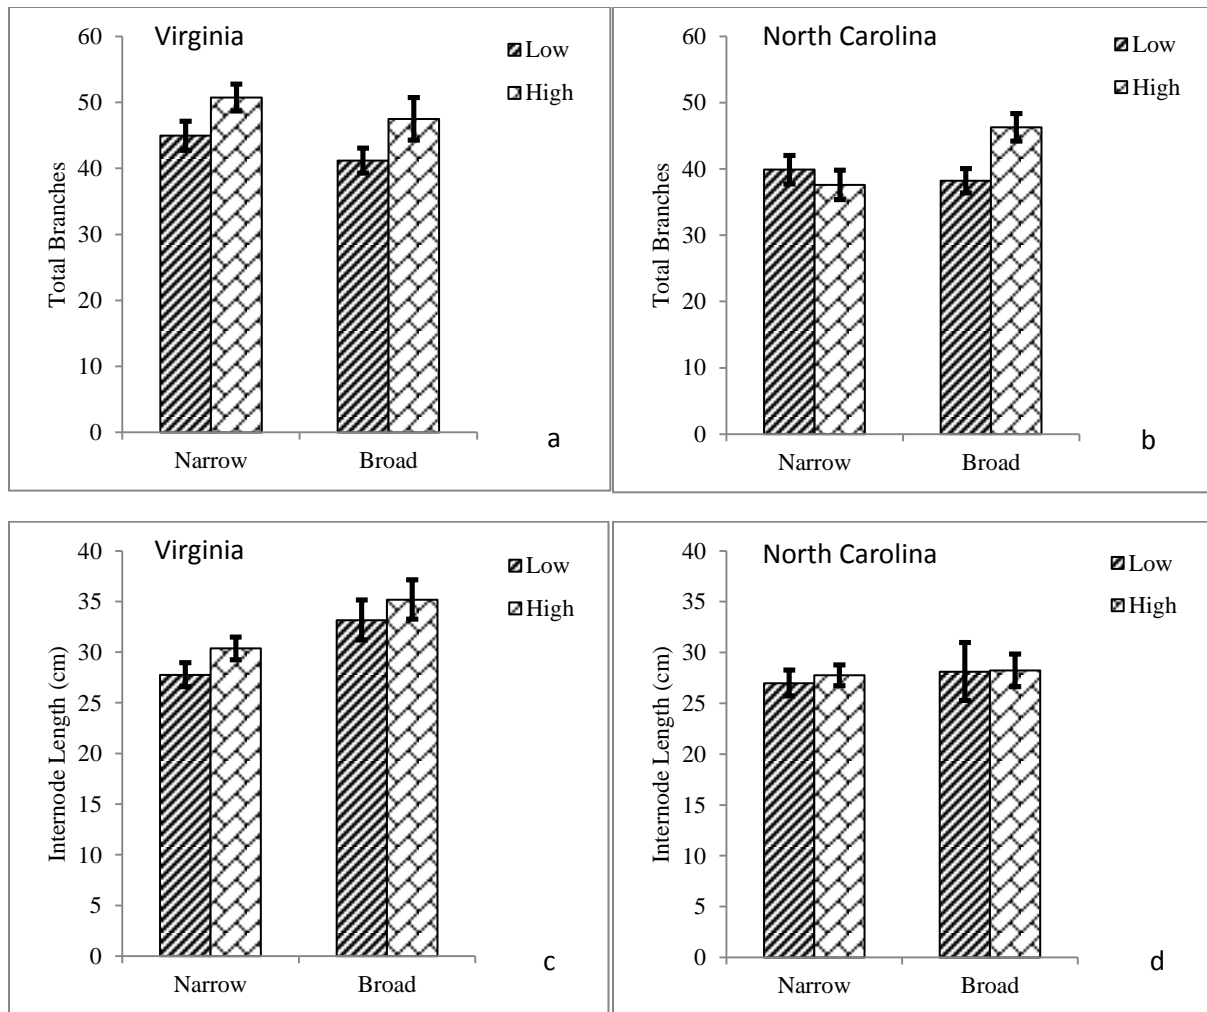 Virginia
Low
High
Total Branches
60
50
40
30
20
10
0
Narrow
Broad
a
North Carolina
Low
High
Total Branches
60
50
40
30
20
10
0
Narrow
Broad
b
Virginia
Low
High
Internode Length (cm)
40
35
30
25
20
15
10
5
0
Narrow
Broad
c
North Carolina
Low
High
Internode Length (cm)
40
35
30
25
20
15
10
5
0
Narrow
Broad
d